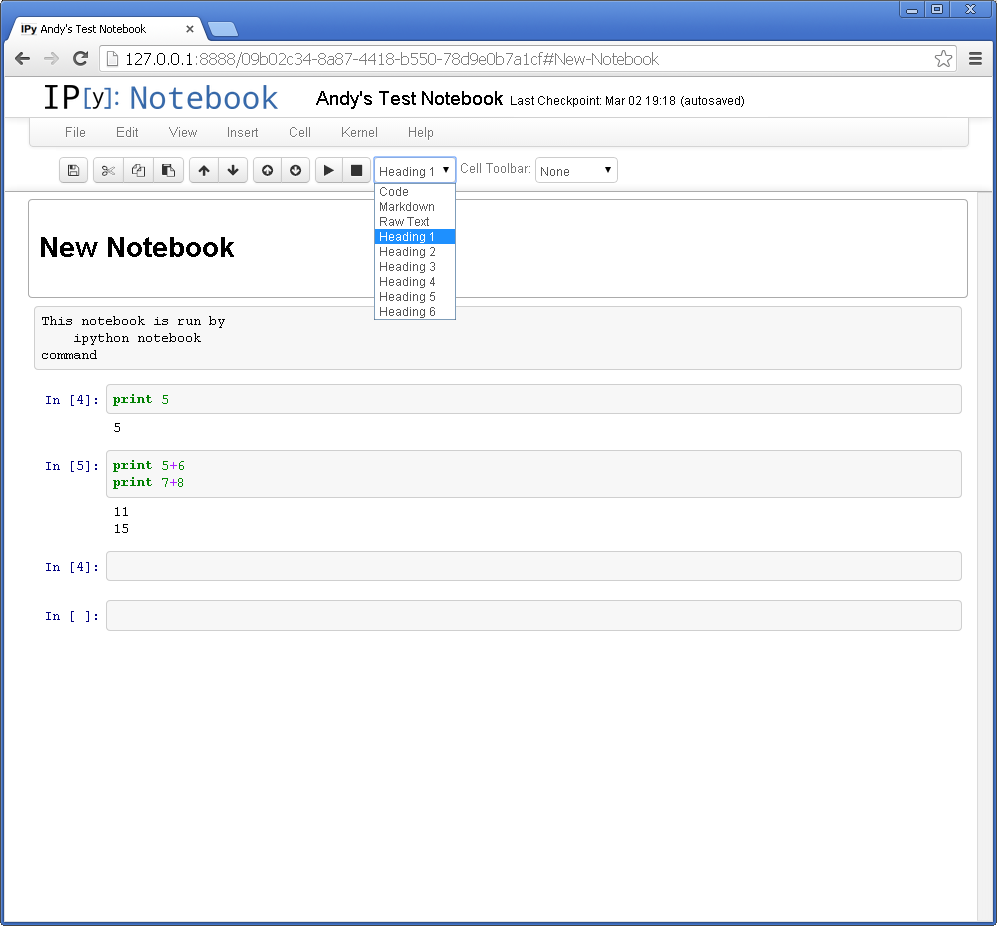 IPy Andy's Test Notebook
127.0.0.1:8888/09b02c34-8a87-4418-b550-78d9e0b7a1cf#New-Notebook
IP[y]: Notebook Andy's Test Notebook Last Checkpoint: Mar 02 19:18 (autosaved)
File Edit View Insert Cell Kernel Help
Heading 1 Cell Toolbar: None
Code
Markdown
Raw Text
Heading 1
Heading 2
Heading 3
Heading 4
Heading 5
Heading 6
New Notebook
This notebook is run by
    ipython notebook
command
In [4]: print 5
5
In [5]: print 5+6
print 7+8
11
15
In [4]:
In [ ]: